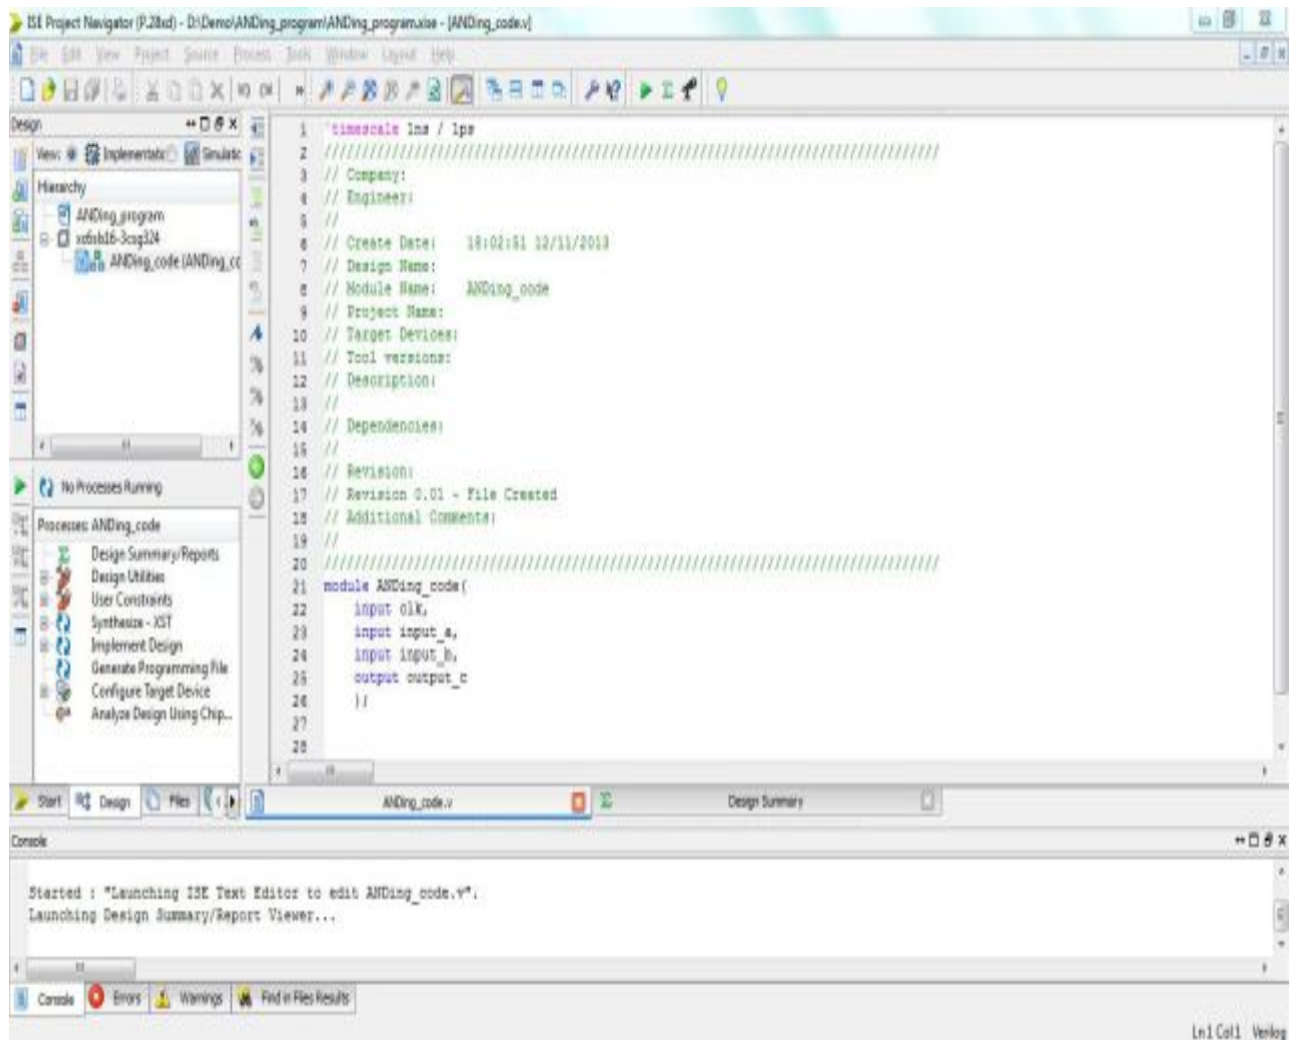 ISE Project Navigator (P.28xd) - D:\Demo\ANDing_program\ANDing_program.xise - [ANDing_code.v]
File Edit View Project Source Process Tools Window Layout Help
Design
View: Implementatic Simulatic
Hierarchy
ANDing_program
xc6slx16-3csg324
ANDing_code (ANDing_cc
No Processes Running
Processes: ANDing_code
Design Summary/Reports
Design Utilities
User Constraints
Synthesize - XST
Implement Design
Generate Programming File
Configure Target Device
Analyze Design Using Chip...
Start Design Files
1 `timescale 1ns / 1ps
2 //////////////////////////////////////////////////////////////////////////////////
3 // Company:
4 // Engineer:
5 //
6 // Create Date: 18:02:51 12/11/2013
7 // Design Name:
8 // Module Name: ANDing_code
9 // Project Name:
10 // Target Devices:
11 // Tool versions:
12 // Description:
13 //
14 // Dependencies:
15 //
16 // Revision:
17 // Revision 0.01 - File Created
18 // Additional Comments:
19 //
20 //////////////////////////////////////////////////////////////////////////////////
21 module ANDing_code(
22 input clk,
23 input input_a,
24 input input_b,
25 output output_c
26 );
27
28
ANDing_code.v Design Summary
Console
Started : "Launching ISE Text Editor to edit ANDing_code.v".
Launching Design Summary/Report Viewer...
Console Errors Warnings Find in Files Results
Ln 1 Col 1 Verilog